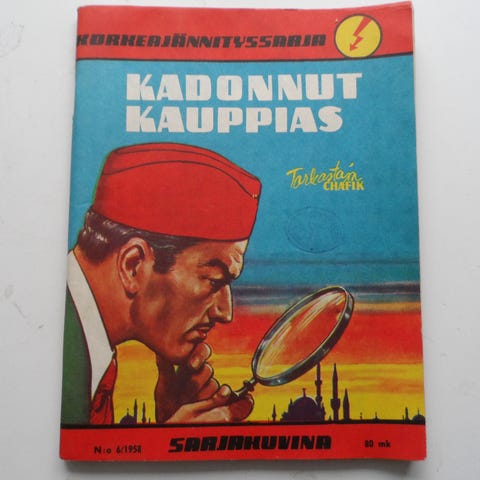 KORKEAJÄNNITYSSARJA
KADONNUT
KAUPPIAS
Tarkastaja
CHAFIK
N:o 6/1958
SARJAKUVINA
80 mk